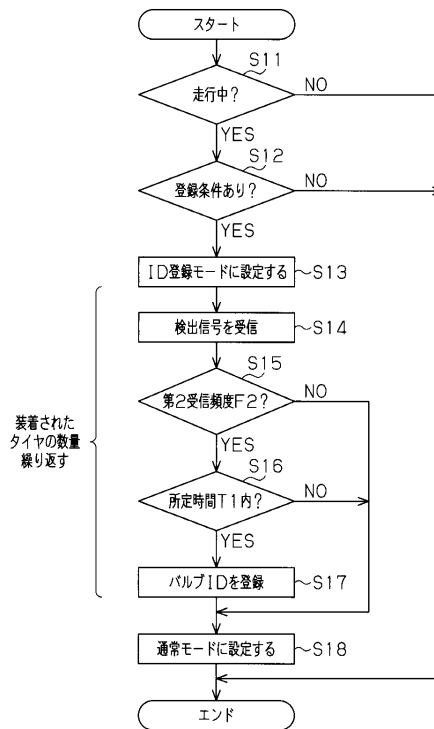 スタート
S11
走行中?
NO
YES
S12
登録条件あり?
NO
YES
ID登録モードに設定する
S13
検出信号を受信
S14
S15
第2受信頻度F2?
NO
YES
装着された
タイヤの数量
繰り返す
S16
所定時間T1内?
NO
YES
バルブIDを登録
S17
通常モードに設定する
S18
エンド